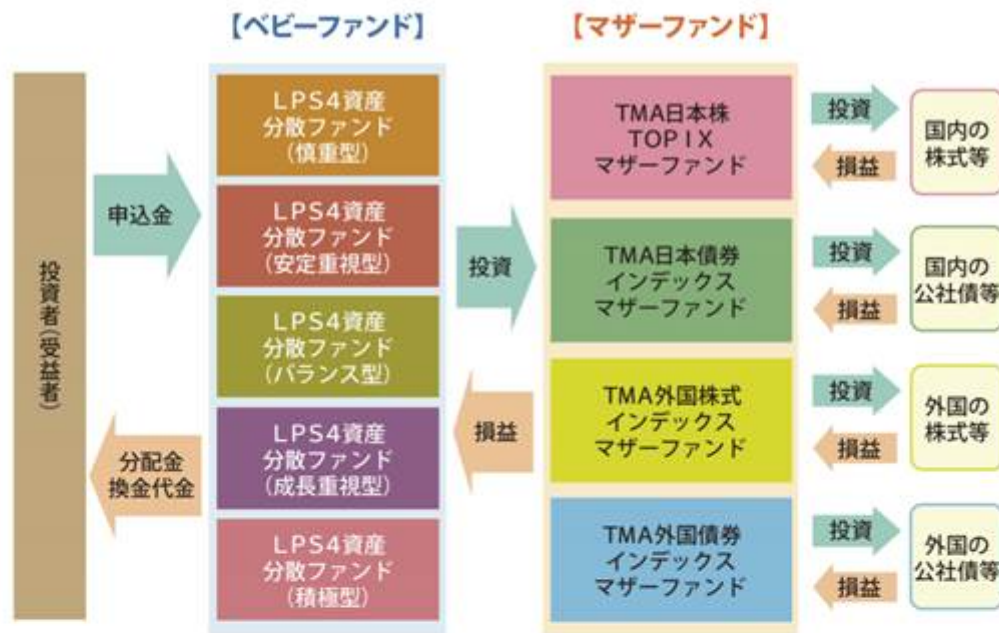 【ベビーファンド】
【マザーファンド】
投資者(受益者)
申込金
分配金
換金代金
LPS4資産
分散ファンド
(慎重型)
LPS4資産
分散ファンド
(安定重視型)
LPS4資産
分散ファンド
(バランス型)
LPS4資産
分散ファンド
(成長重視型)
LPS4資産
分散ファンド
(積極型)
投資
損益
TMA日本株
TOPIX
マザーファンド
TMA日本債券
インデックス
マザーファンド
TMA外国株式
インデックス
マザーファンド
TMA外国債券
インデックス
マザーファンド
投資
損益
国内の
株式等
投資
損益
国内の
公社債等
投資
損益
外国の
株式等
投資
損益
外国の
公社債等